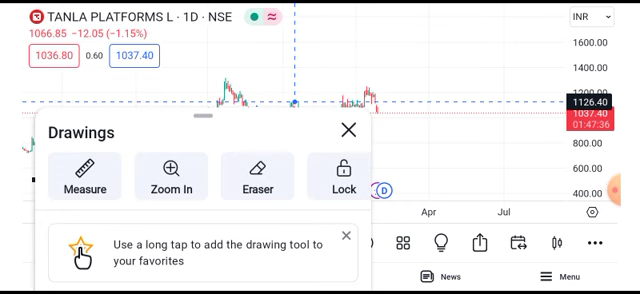 TANLA PLATFORMS L · 1D · NSE
INR
1066.85 −12.05 (−1.15%)
1036.80 0.60 1037.40
1600.00
1400.00
1200.00
1126.40
1037.40
01:47:36
800.00
600.00
400.00
Drawings
Measure Zoom In Eraser Lock
D
Apr Jul
Use a long tap to add the drawing tool to
your favorites
News Menu